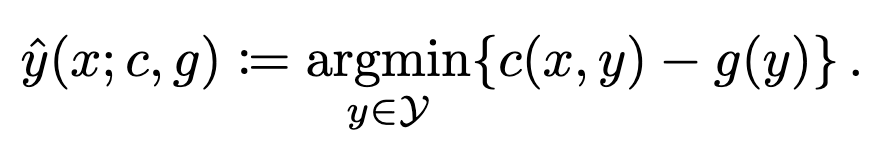 ŷ(x; c, g) := argmin{c(x, y) − g(y)} .
y∈𝒴